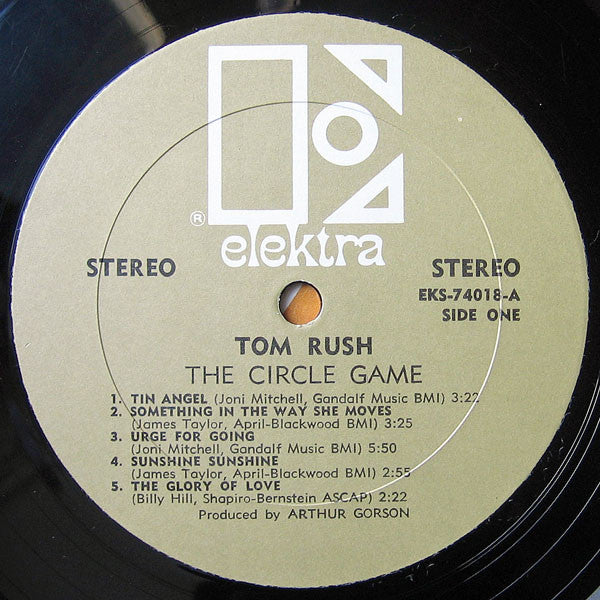 ®
elektra
STEREO STEREO
EKS-74018-A
SIDE ONE
TOM RUSH
THE CIRCLE GAME
1. TIN ANGEL (Joni Mitchell, Gandalf Music BMI) 3:22
2. SOMETHING IN THE WAY SHE MOVES
(James Taylor, April-Blackwood BMI) 3:25
3. URGE FOR GOING
(Joni Mitchell, Gandalf Music BMI) 5:50
4. SUNSHINE SUNSHINE
(James Taylor, April-Blackwood BMI) 2:55
5. THE GLORY OF LOVE
(Billy Hill, Shapiro-Bernstein ASCAP) 2:22
Produced by ARTHUR GORSON